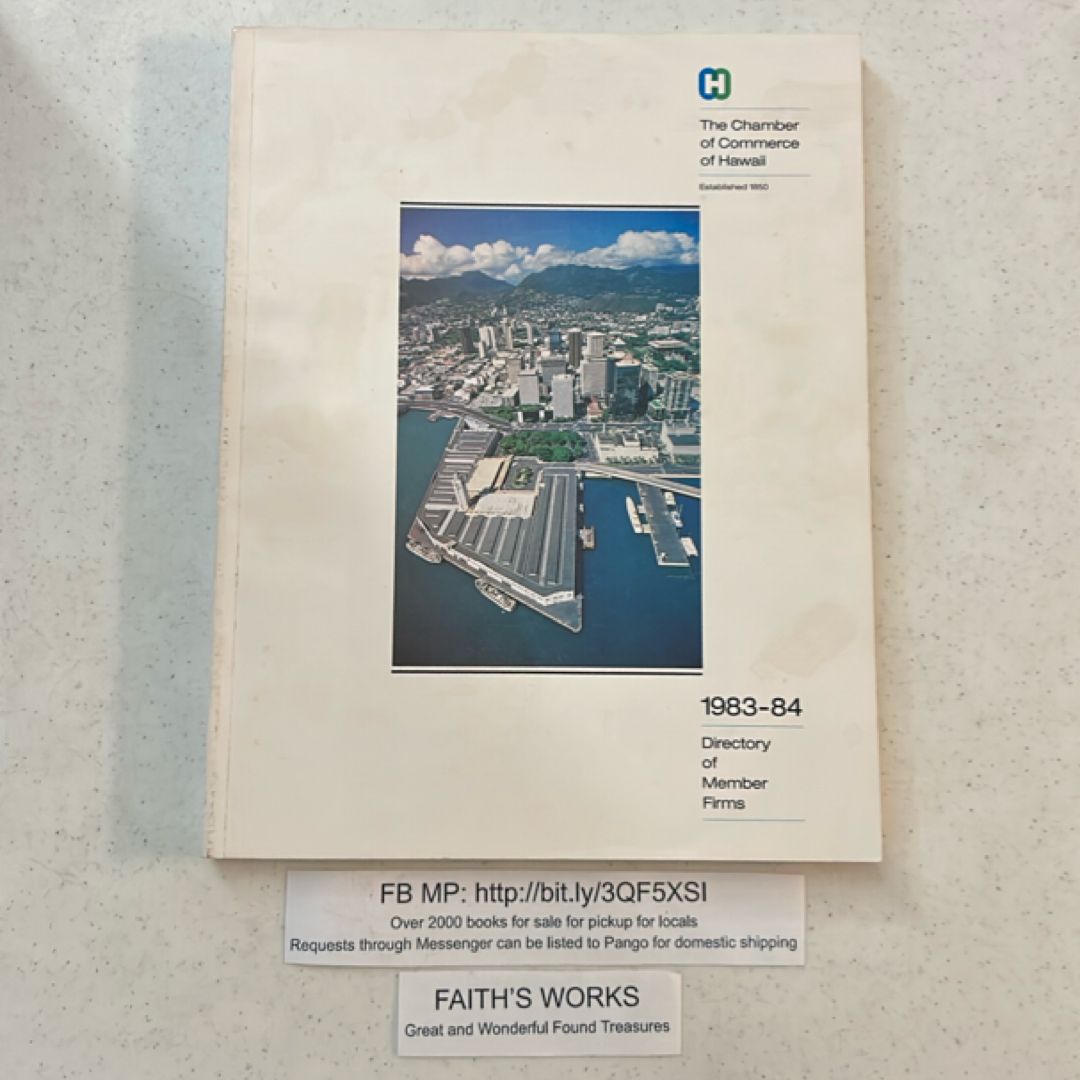 H
The Chamber
of Commerce
of Hawaii
Established 1850
1983-84
Directory
of
Member
Firms
FB MP: http://bit.ly/3QF5XSI
Over 2000 books for sale for pickup for locals
Requests through Messenger can be listed to Pango for domestic shipping
FAITH'S WORKS
Great and Wonderful Found Treasures